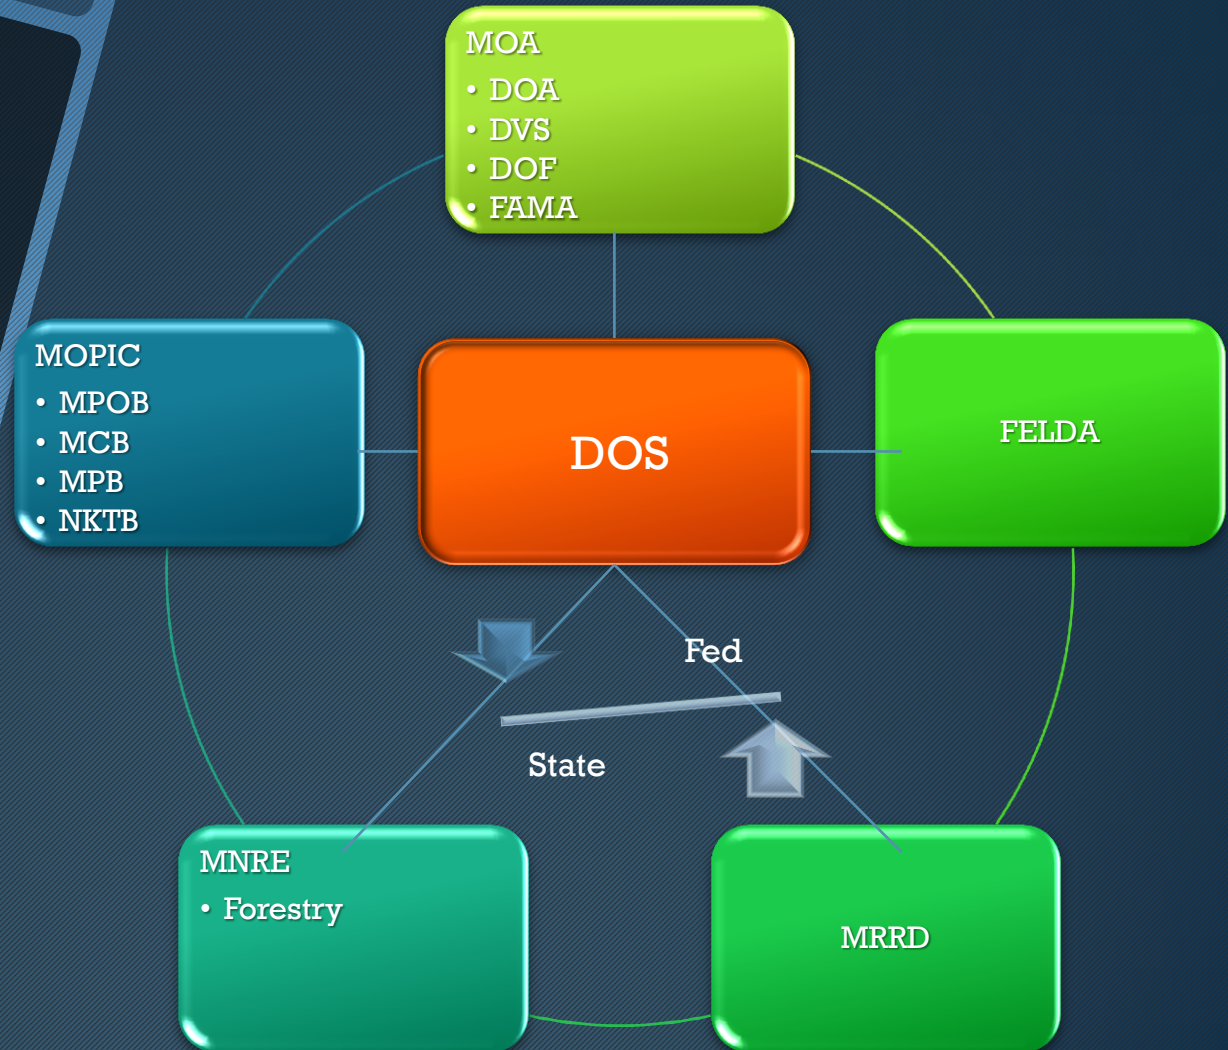 MOA
• DOA
• DVS
• DOF
• FAMA
MOPIC
• MPOB
• MCB
• MPB
• NKTB
DOS
FELDA
Fed
State
MNRE
• Forestry
MRRD